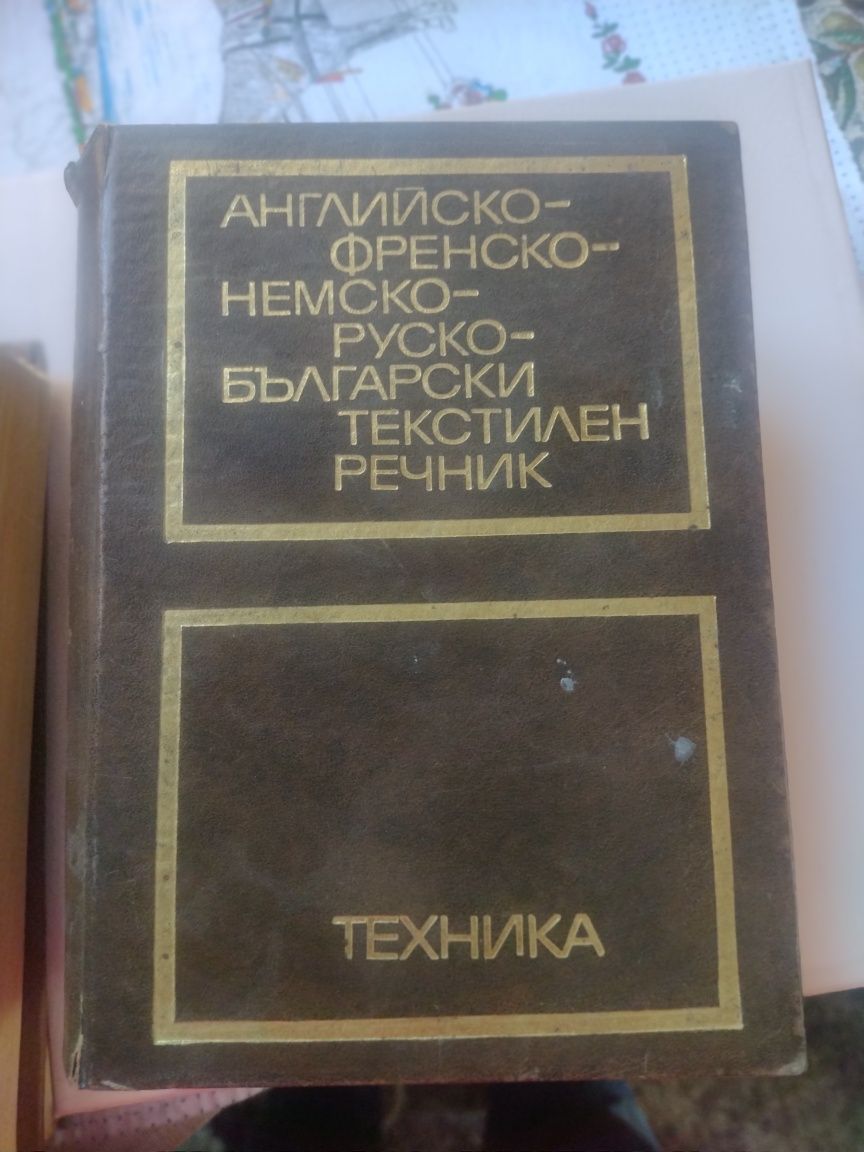 АНГЛИЙСКО-
ФРЕНСКО-
НЕМСКО-
РУСКО-
БЪЛГАРСКИ
ТЕКСТИЛЕН
РЕЧНИК
ТЕХНИКА